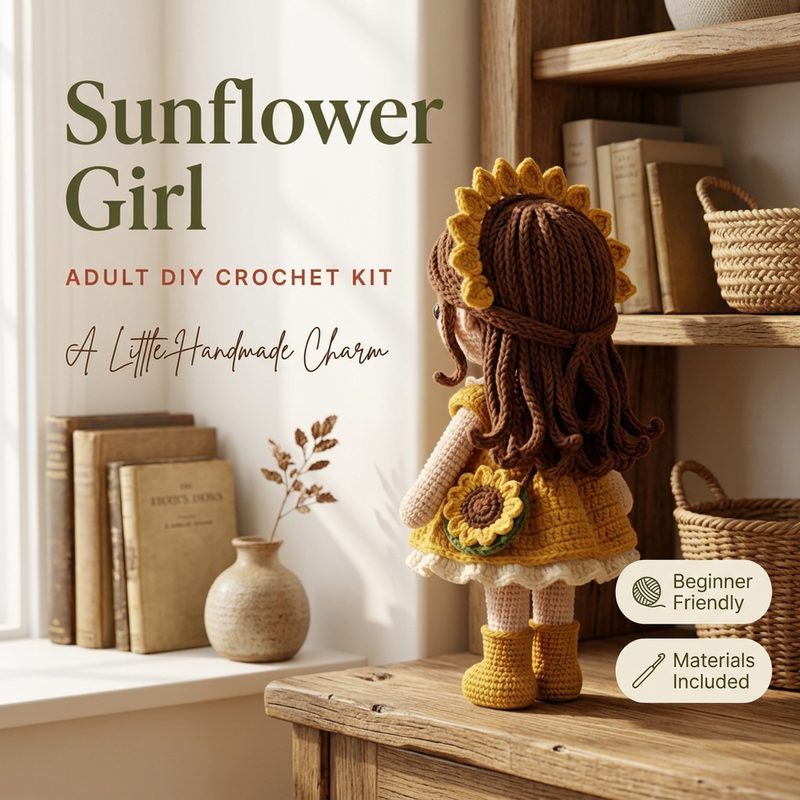 Sunflower
Girl
ADULT DIY CROCHET KIT
A Little Handmade Charm
Beginner
Friendly
Materials
Included